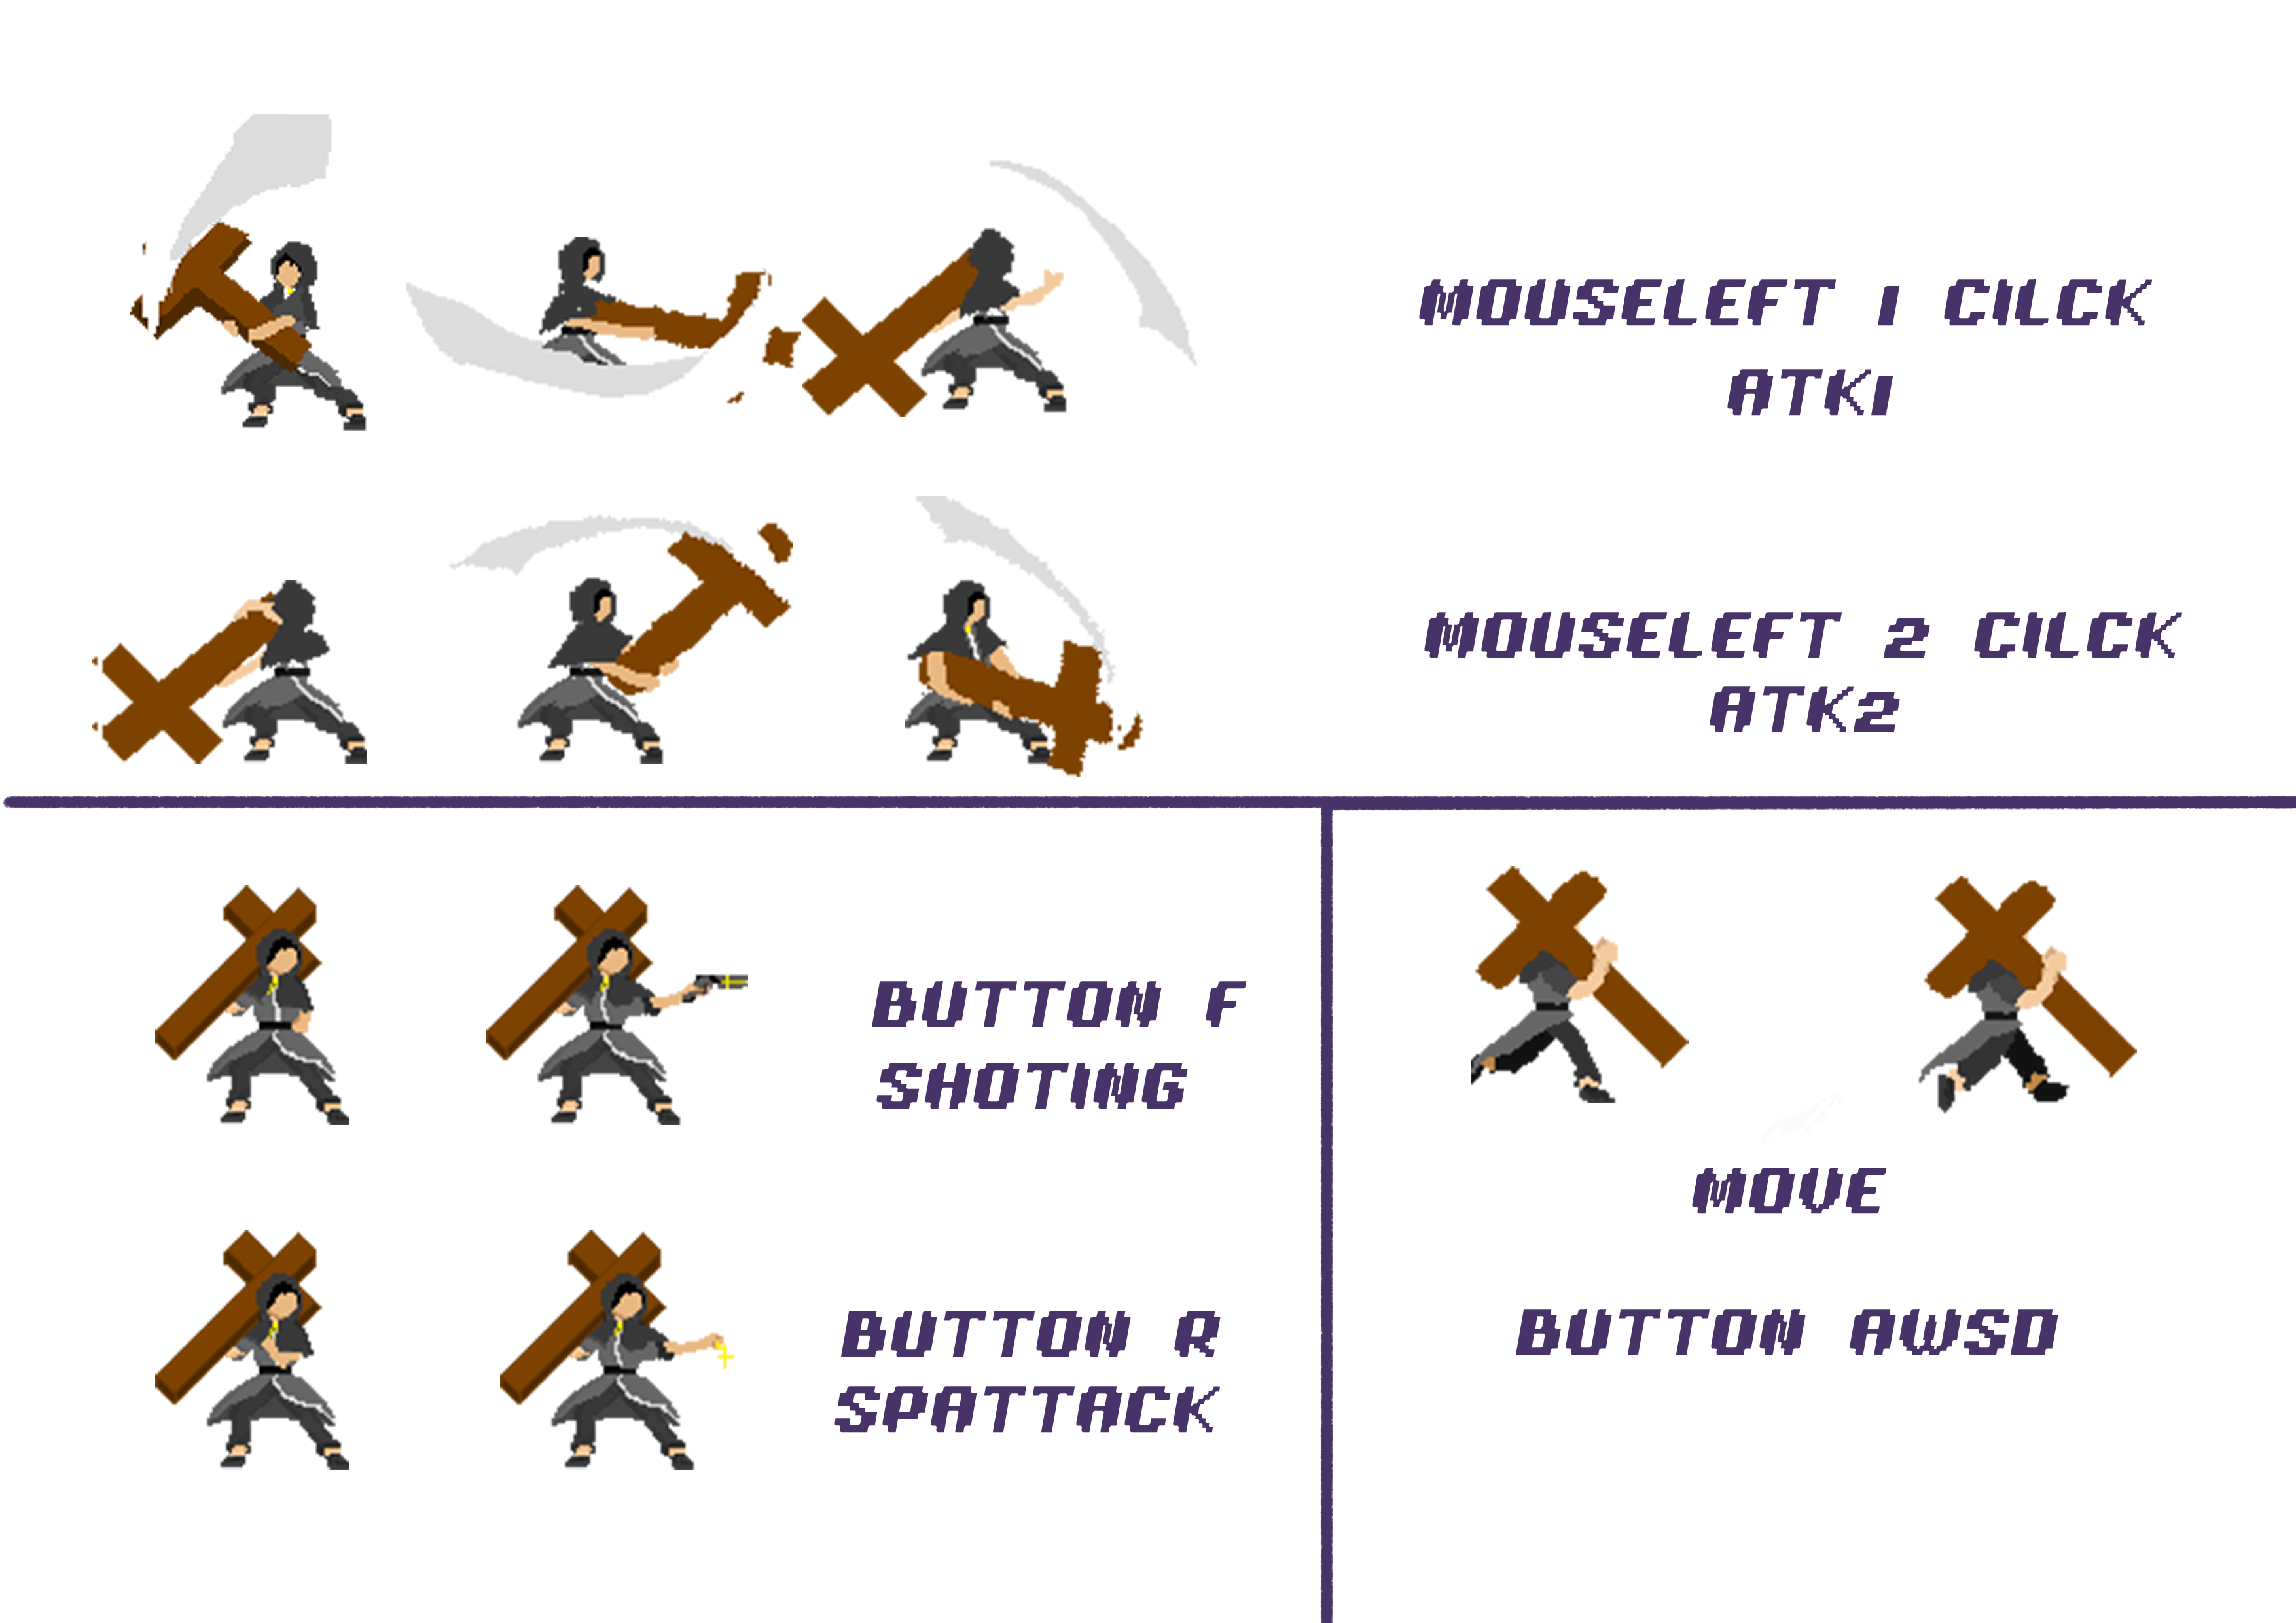 MOUSELEFT 1 CILCK
ATK1
MOUSELEFT 2 CILCK
ATK2
BUTTON F
SHOTING
BUTTON R
SPATTACK
MOVE
BUTTON AWSD